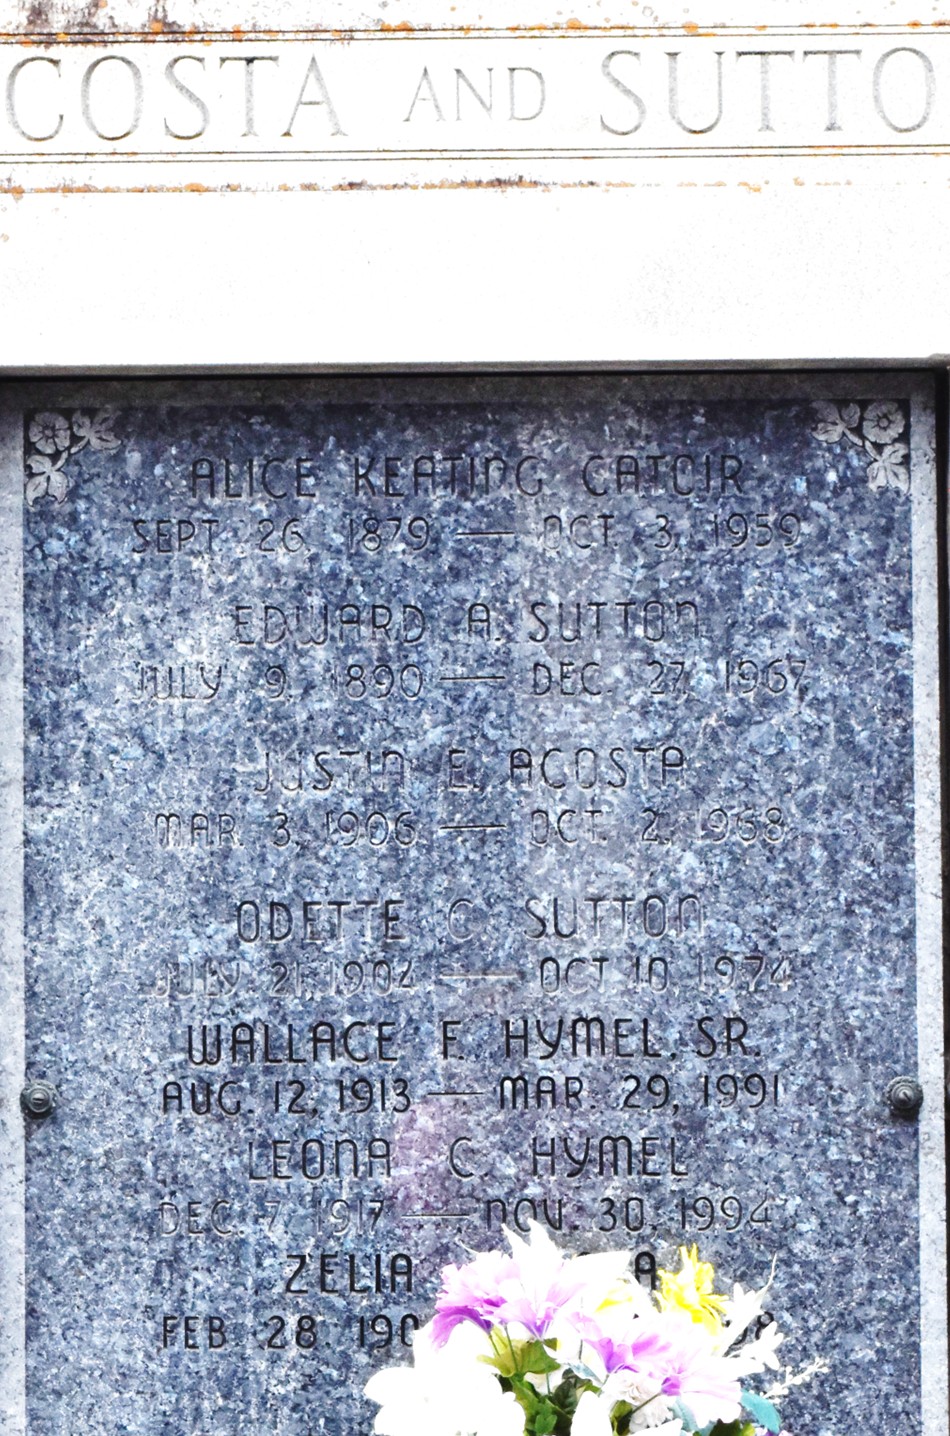 COSTA AND SUTTO
ALICE KEATING CATOIR
SEPT. 26, 1879 — OCT. 3, 1959
EDWARD A. SUTTON
JULY 9, 1890 — DEC. 27, 1967
JUSTIN E. ACOSTA
MAR. 3, 1906 — OCT. 2, 1968
ODETTE C. SUTTON
JULY 21, 1904 — OCT. 10, 1974
WALLACE F. HYMEL, SR.
AUG. 12, 1913 — MAR. 29, 1991
LEONA C. HYMEL
DEC. 7, 1917 — NOV. 30, 1994
ZELIA
FEB. 28, 190